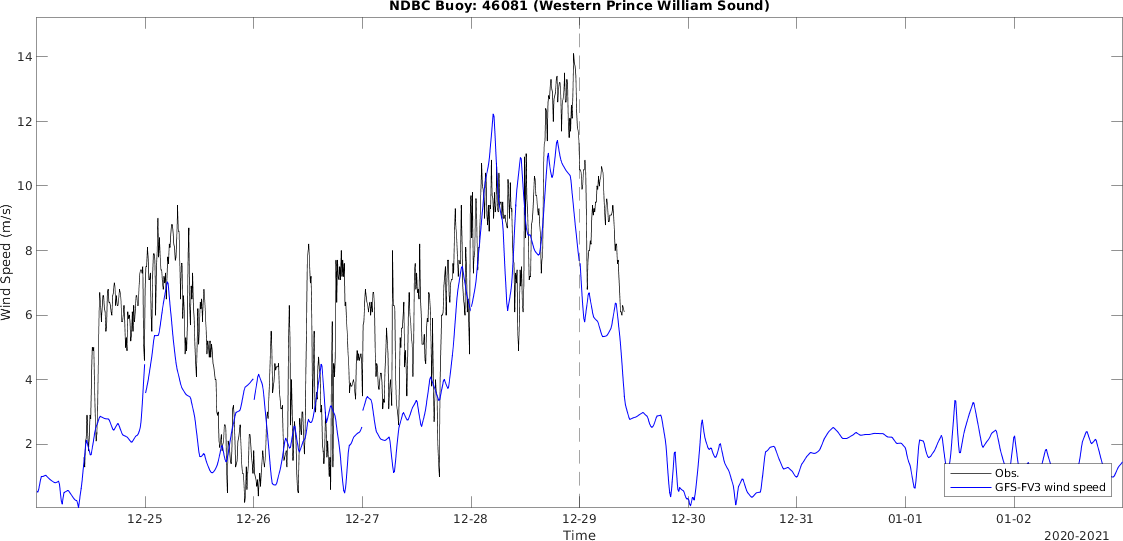 NDBC Buoy: 46081 (Western Prince William Sound)
Wind Speed (m/s)
14
12
10
8
6
4
2
Obs.
GFS-FV3 wind speed
12-25 12-26 12-27 12-28 12-29 12-30 12-31 01-01 01-02
Time
2020-2021